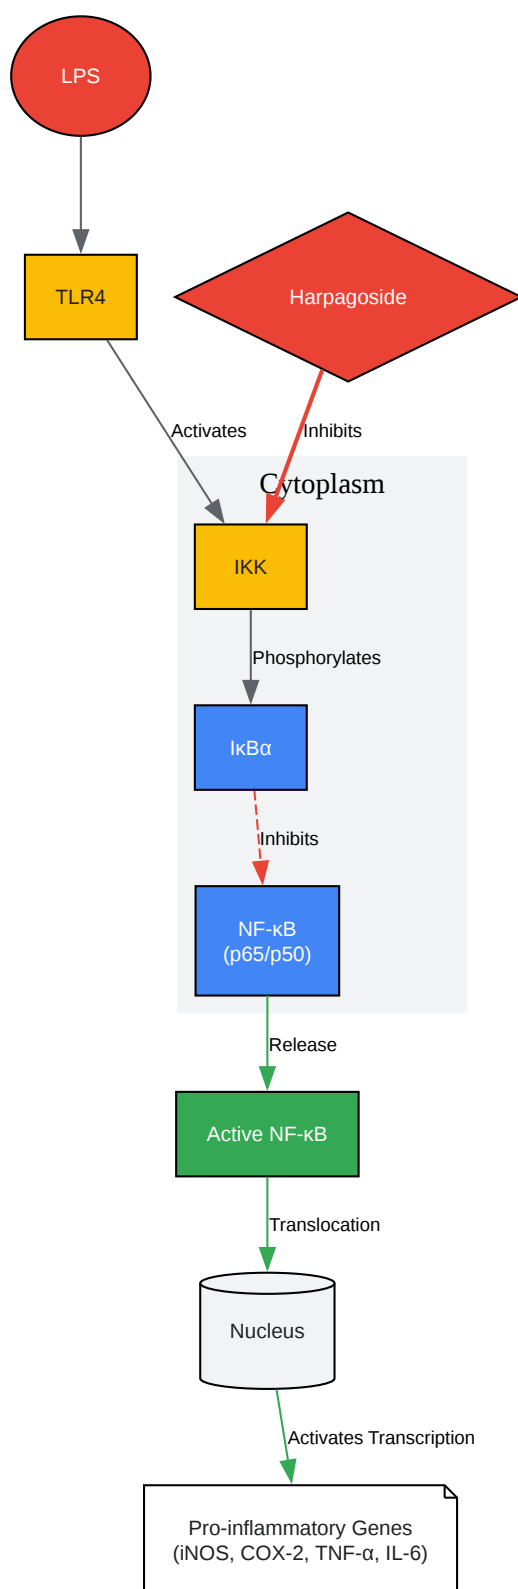 LPS
TLR4
Harpagoside
Activates
Inhibits
Cytoplasm
IKK
Phosphorylates
IκBα
Inhibits
NF-κB
(p65/p50)
Release
Active NF-κB
Translocation
Nucleus
Activates Transcription
Pro-inflammatory Genes
(iNOS, COX-2, TNF-α, IL-6)